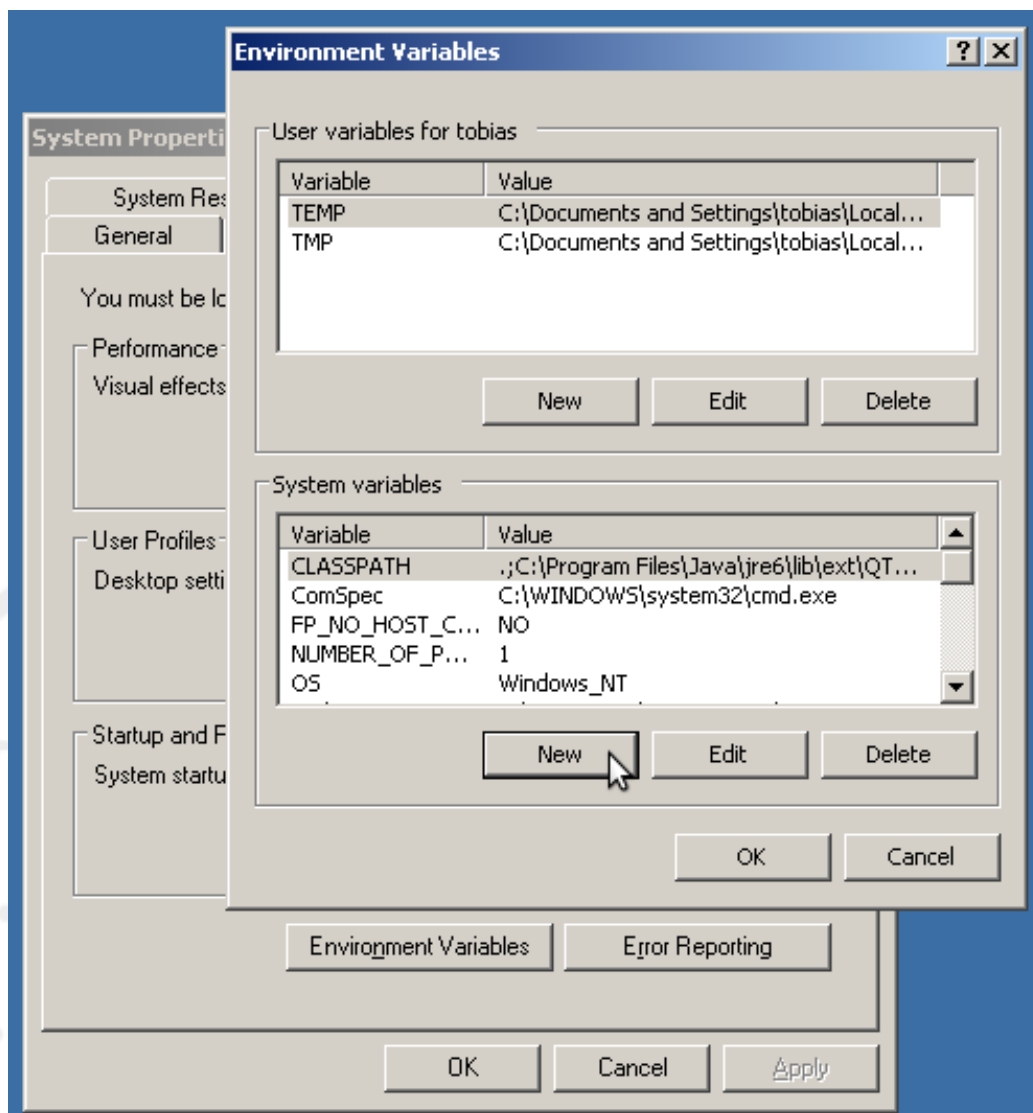 Environment Variables
System Properti
User variables for tobias
Variable Value
TEMP C:\Documents and Settings\tobias\Local...
TMP C:\Documents and Settings\tobias\Local...
New Edit Delete
System variables
Variable Value
CLASSPATH .;C:\Program Files\Java\jre6\lib\ext\QT...
ComSpec C:\WINDOWS\system32\cmd.exe
FP_NO_HOST_C... NO
NUMBER_OF_P... 1
OS Windows_NT
New Edit Delete
OK Cancel
System Res
General
You must be lo
Performance
Visual effects
User Profiles
Desktop setti
Startup and F
System startu
Environment Variables Error Reporting
OK Cancel Apply